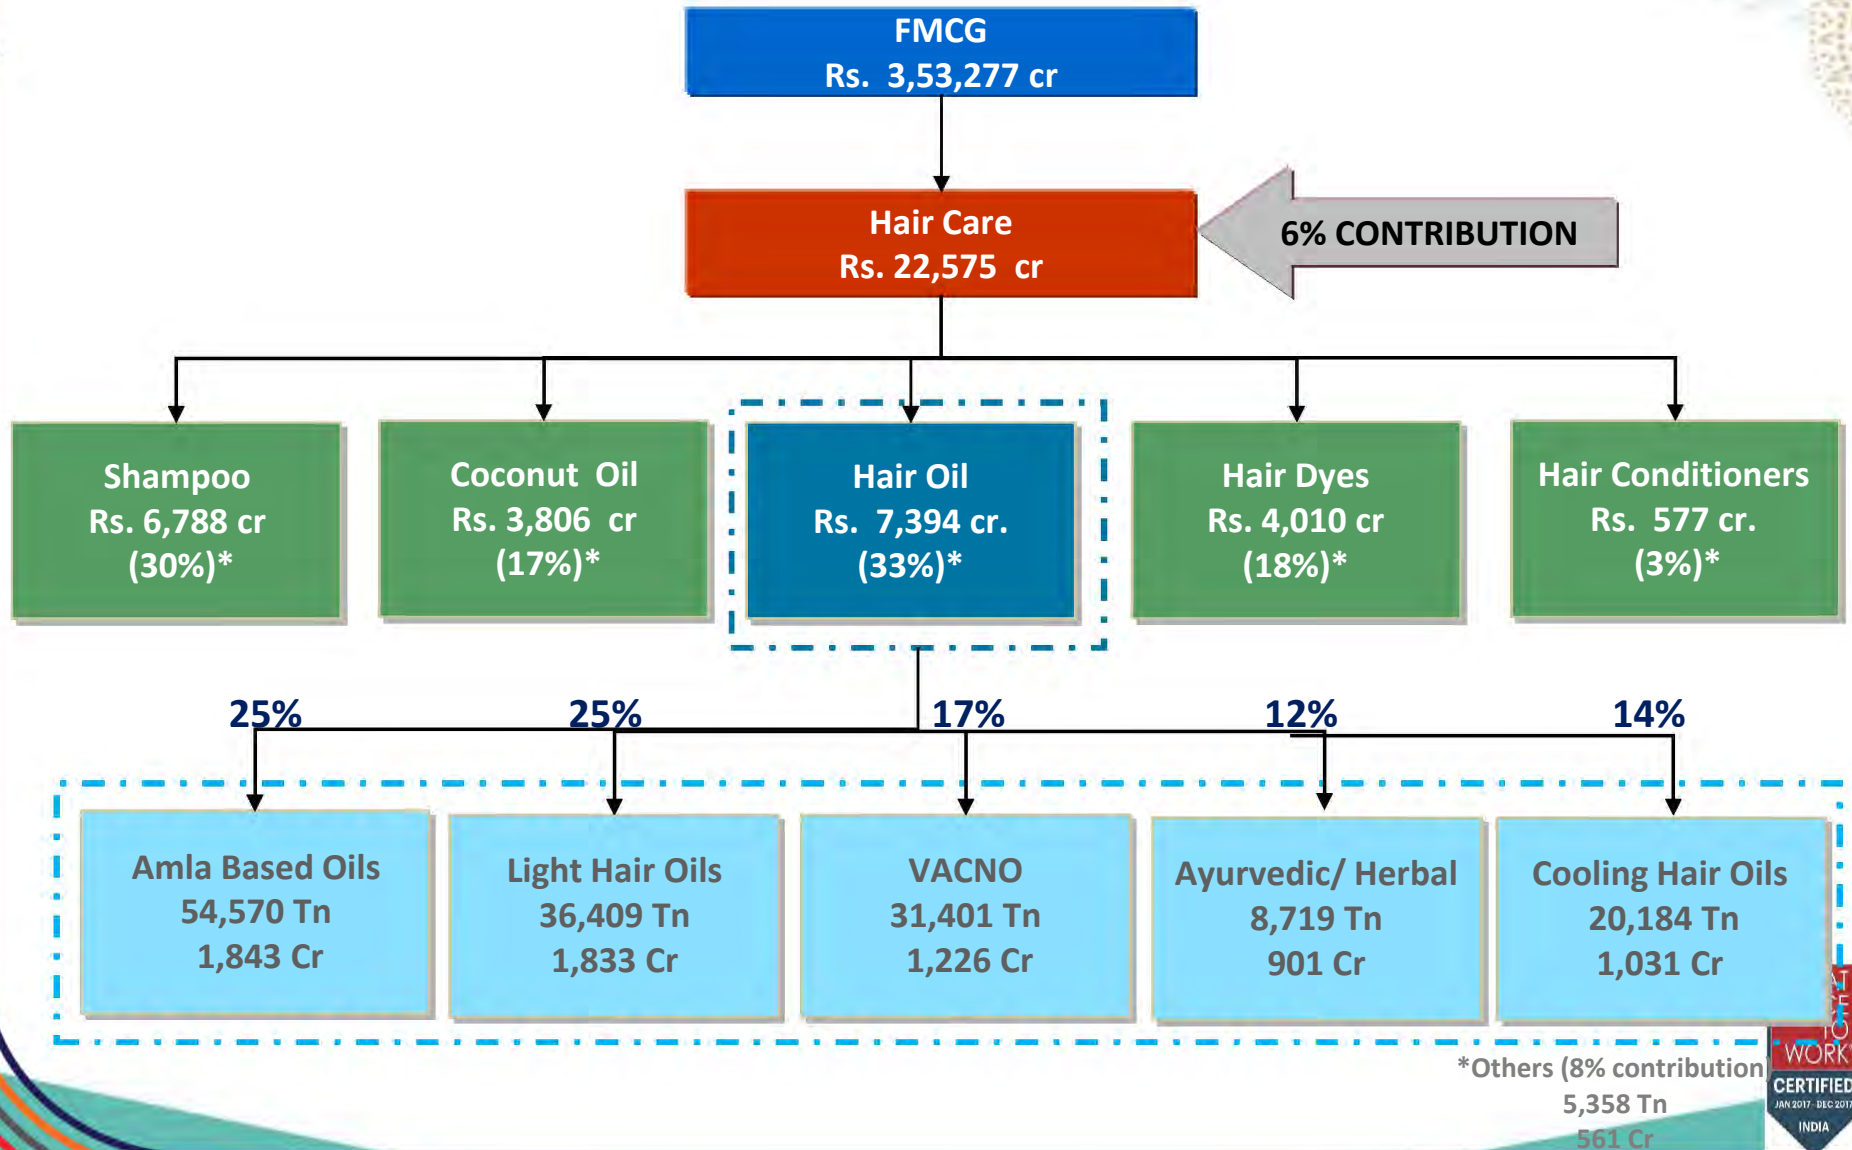 FMCG
Rs. 3,53,277 cr
Hair Care
Rs. 22,575 cr
6% CONTRIBUTION
Shampoo
Rs. 6,788 cr
(30%)*
Coconut Oil
Rs. 3,806 cr
(17%)*
Hair Oil
Rs. 7,394 cr.
(33%)*
Hair Dyes
Rs. 4,010 cr
(18%)*
Hair Conditioners
Rs. 577 cr.
(3%)*
25%
25%
17%
12%
14%
Amla Based Oils
54,570 Tn
1,843 Cr
Light Hair Oils
36,409 Tn
1,833 Cr
VACNO
31,401 Tn
1,226 Cr
Ayurvedic/ Herbal
8,719 Tn
901 Cr
Cooling Hair Oils
20,184 Tn
1,031 Cr
*Others (8% contribution)
5,358 Tn
561 Cr
TO
WORK
CERTIFIED
JAN 2017 - DEC 2017
INDIA